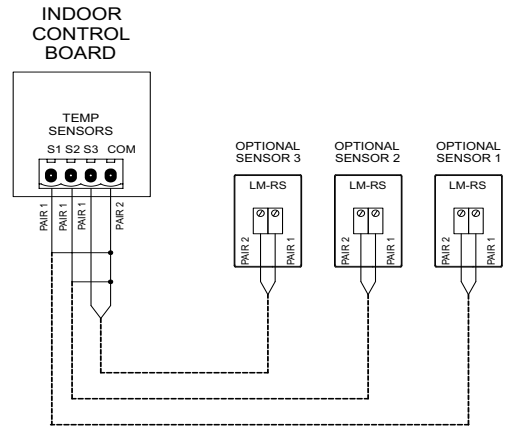 INDOOR
CONTROL
BOARD
TEMP
SENSORS
S1 S2 S3 COM
PAIR 1
PAIR 1
PAIR 1
PAIR 2
OPTIONAL
SENSOR 3
LM-RS
PAIR 2
PAIR 1
OPTIONAL
SENSOR 2
LM-RS
PAIR 2
PAIR 1
OPTIONAL
SENSOR 1
LM-RS
PAIR 2
PAIR 1